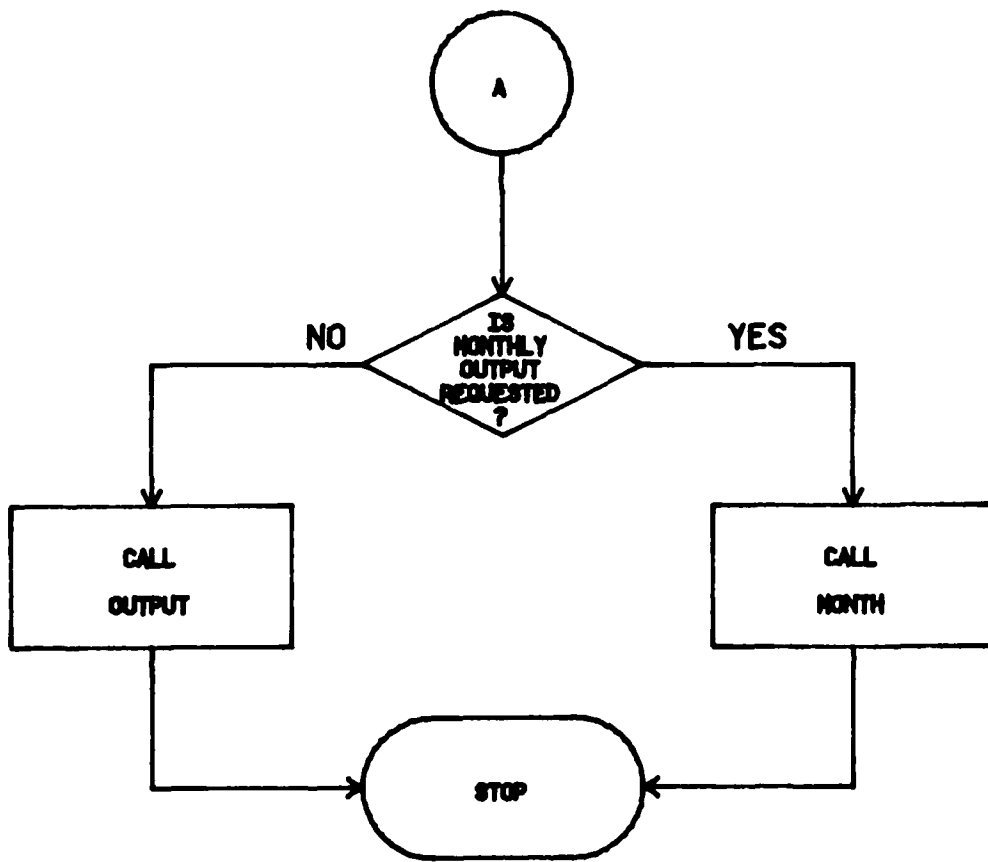 A
NO
IS
MONTHLY
OUTPUT
REQUESTED
?
YES
CALL
OUTPUT
CALL
MONTH
STOP